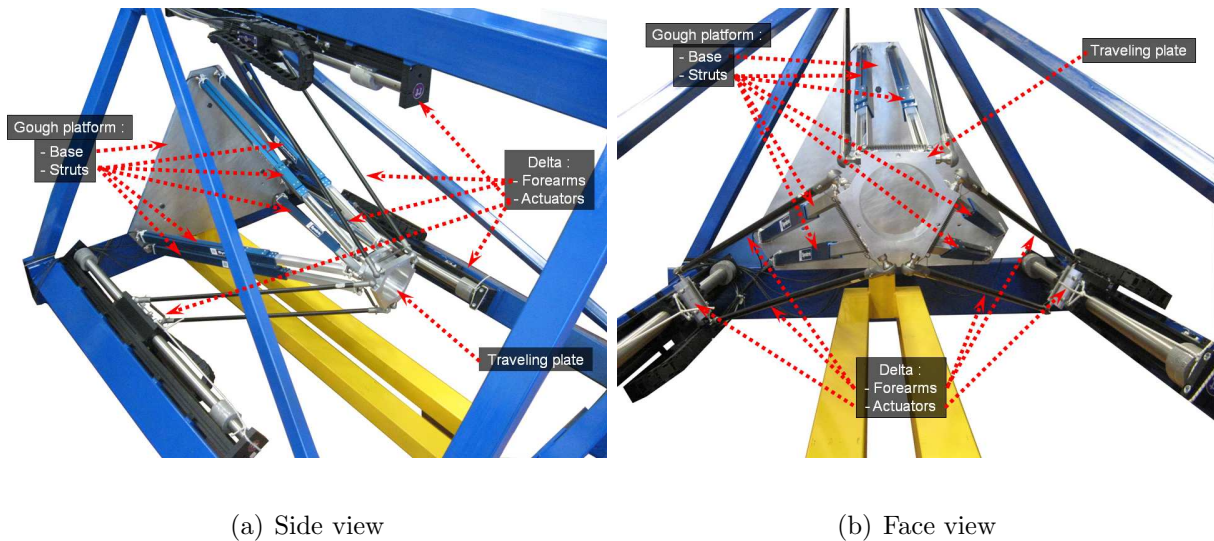 Gough platform :
- Base
- Struts
Delta :
- Forearms
- Actuators
Traveling plate
Gough platform :
- Base
- Struts
Traveling plate
Delta :
- Forearms
- Actuators
(a) Side view
(b) Face view